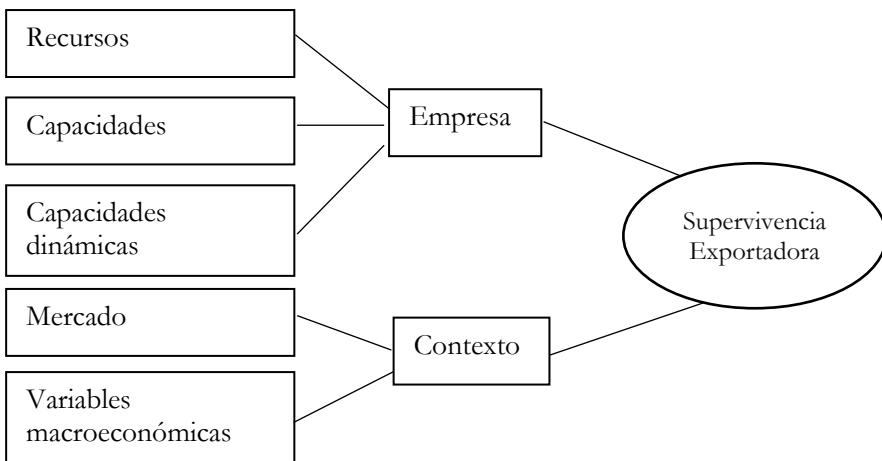 Recursos
Capacidades
Capacidades
dinámicas
Mercado
Variables
macroeconómicas
Empresa
Contexto
Supervivencia
Exportadora